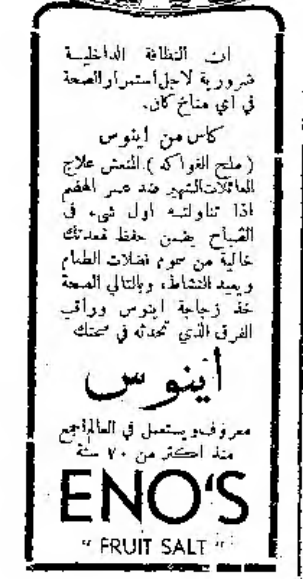 ان النظافة الداخلية
ضرورية لاجل أستمرار الصحة
في اي مناخ كان.
كاس من اينوس
( ملح الفواكه ) المنعش علاج
العائلات الشهير ضد عسر الهضم
اذا تناولته اول شيء في
الصباح يضمن حفظ معدتك
خالية من سموم فضلات الطعام
ويعيد النشاط، وبالتالي الصحة
خذ زجاجة اينوس وراقب
الفرق الذي تحدثه في صحتك
أينوس
معروف ويستعمل في العالم اجمع
منذ اكثر من ٧٠ سنة
ENO'S
"FRUIT SALT"